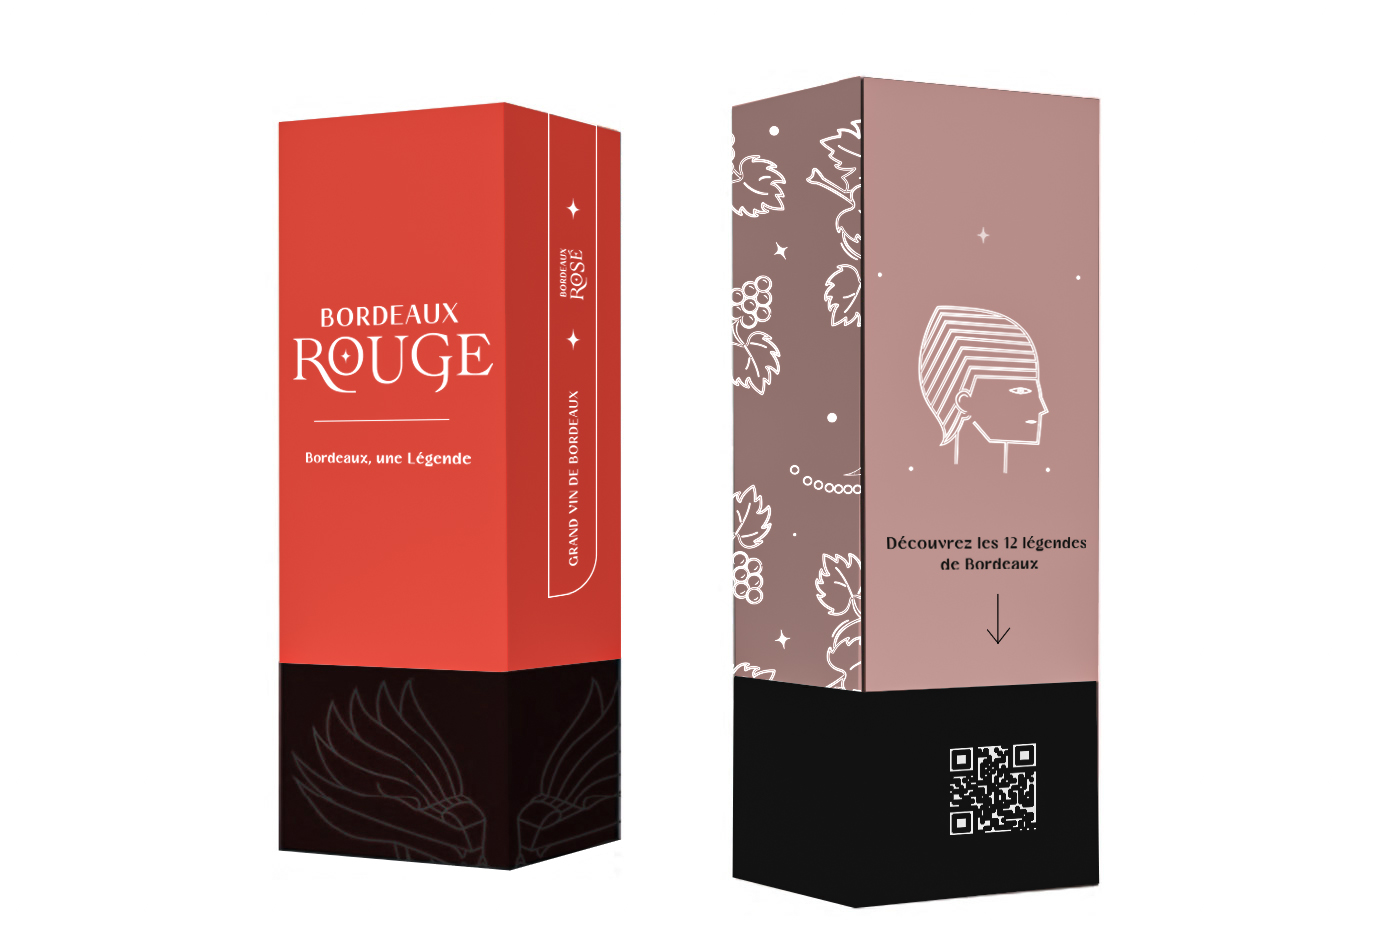 BORDEAUX
ROUGE
Bordeaux, une Légende
BORDEAUX
ROSÉ
GRAND VIN DE BORDEAUX
Découvrez les 12 légendes
de Bordeaux